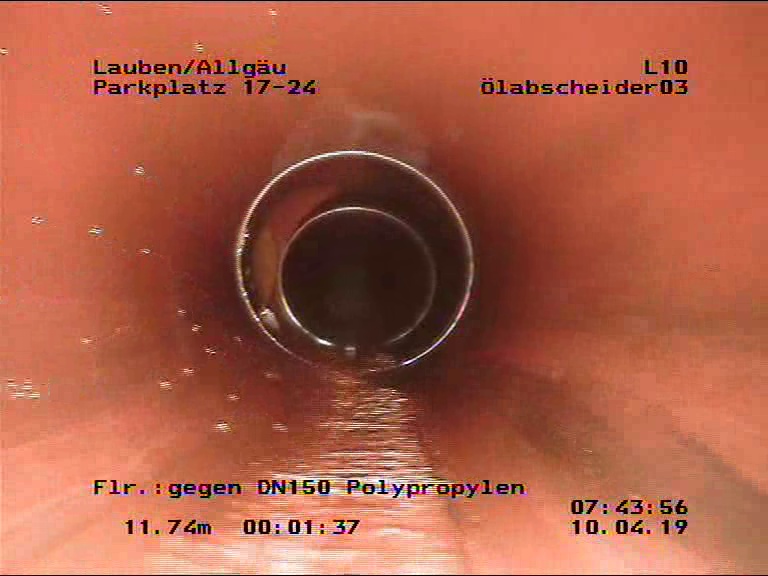 Lauben/Allgäu L10
Parkplatz 17-24 Ölabscheider03
Flr.:gegen DN150 Polypropylen
07:43:56
11.74m 00:01:37 10.04.19